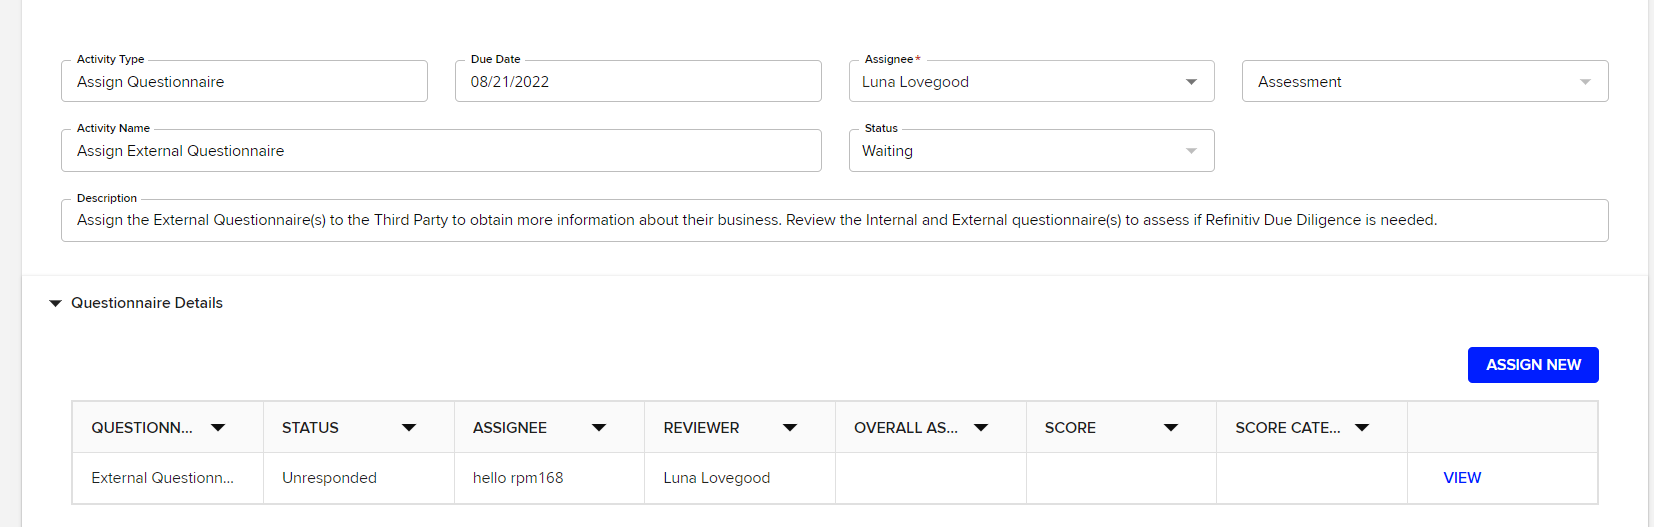 Activity Type
Assign Questionnaire
Due Date
08/21/2022
Assignee*
Luna Lovegood
Assessment
Activity Name
Assign External Questionnaire
Status
Waiting
Description
Assign the External Questionnaire(s) to the Third Party to obtain more information about their business. Review the Internal and External questionnaire(s) to assess if Refinitiv Due Diligence is needed.
Questionnaire Details
ASSIGN NEW
QUESTIONN... STATUS ASSIGNEE REVIEWER OVERALL AS... SCORE SCORE CATE...
External Questionn... Unresponded hello rpm168 Luna Lovegood VIEW